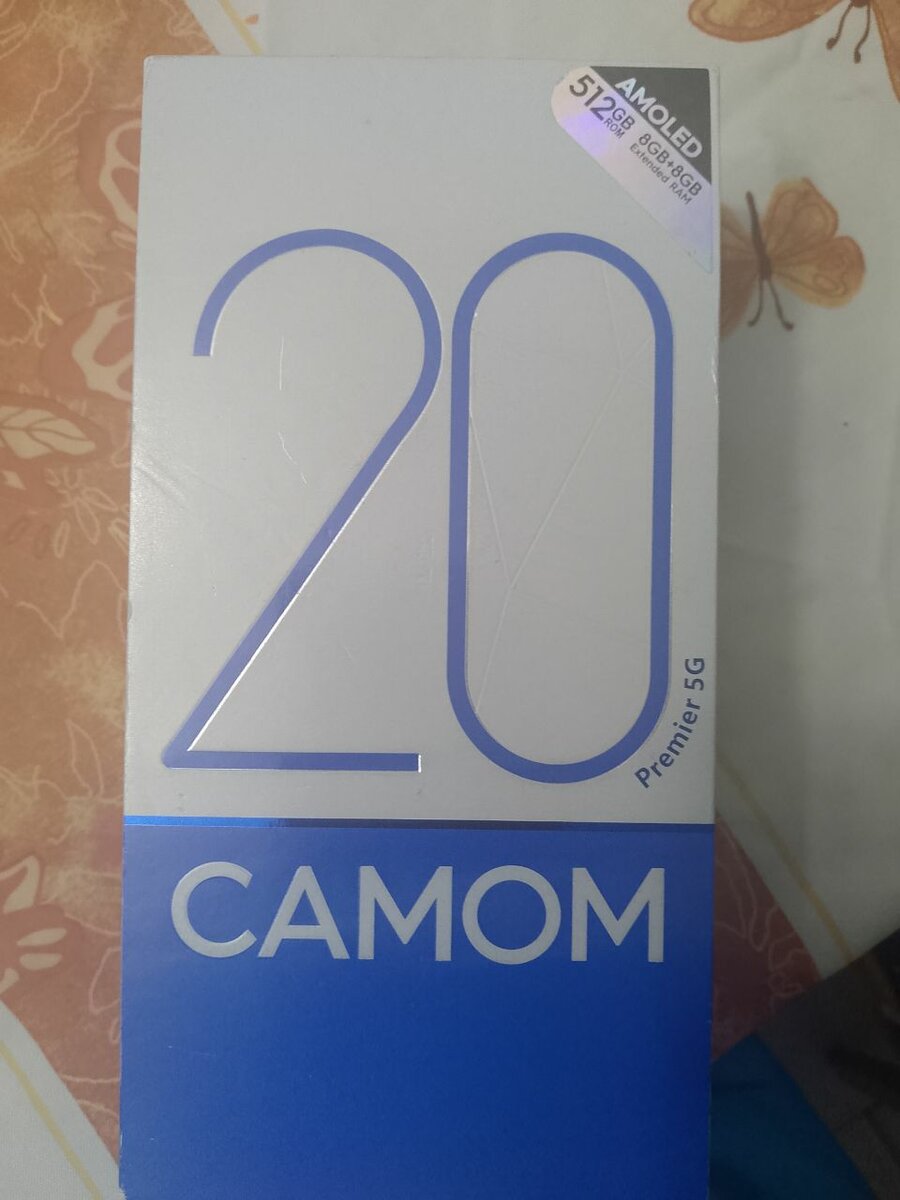 AMOLED
512GB
ROM
8GB+8GB
Extended RAM
20
Premier 5G
CAMOM